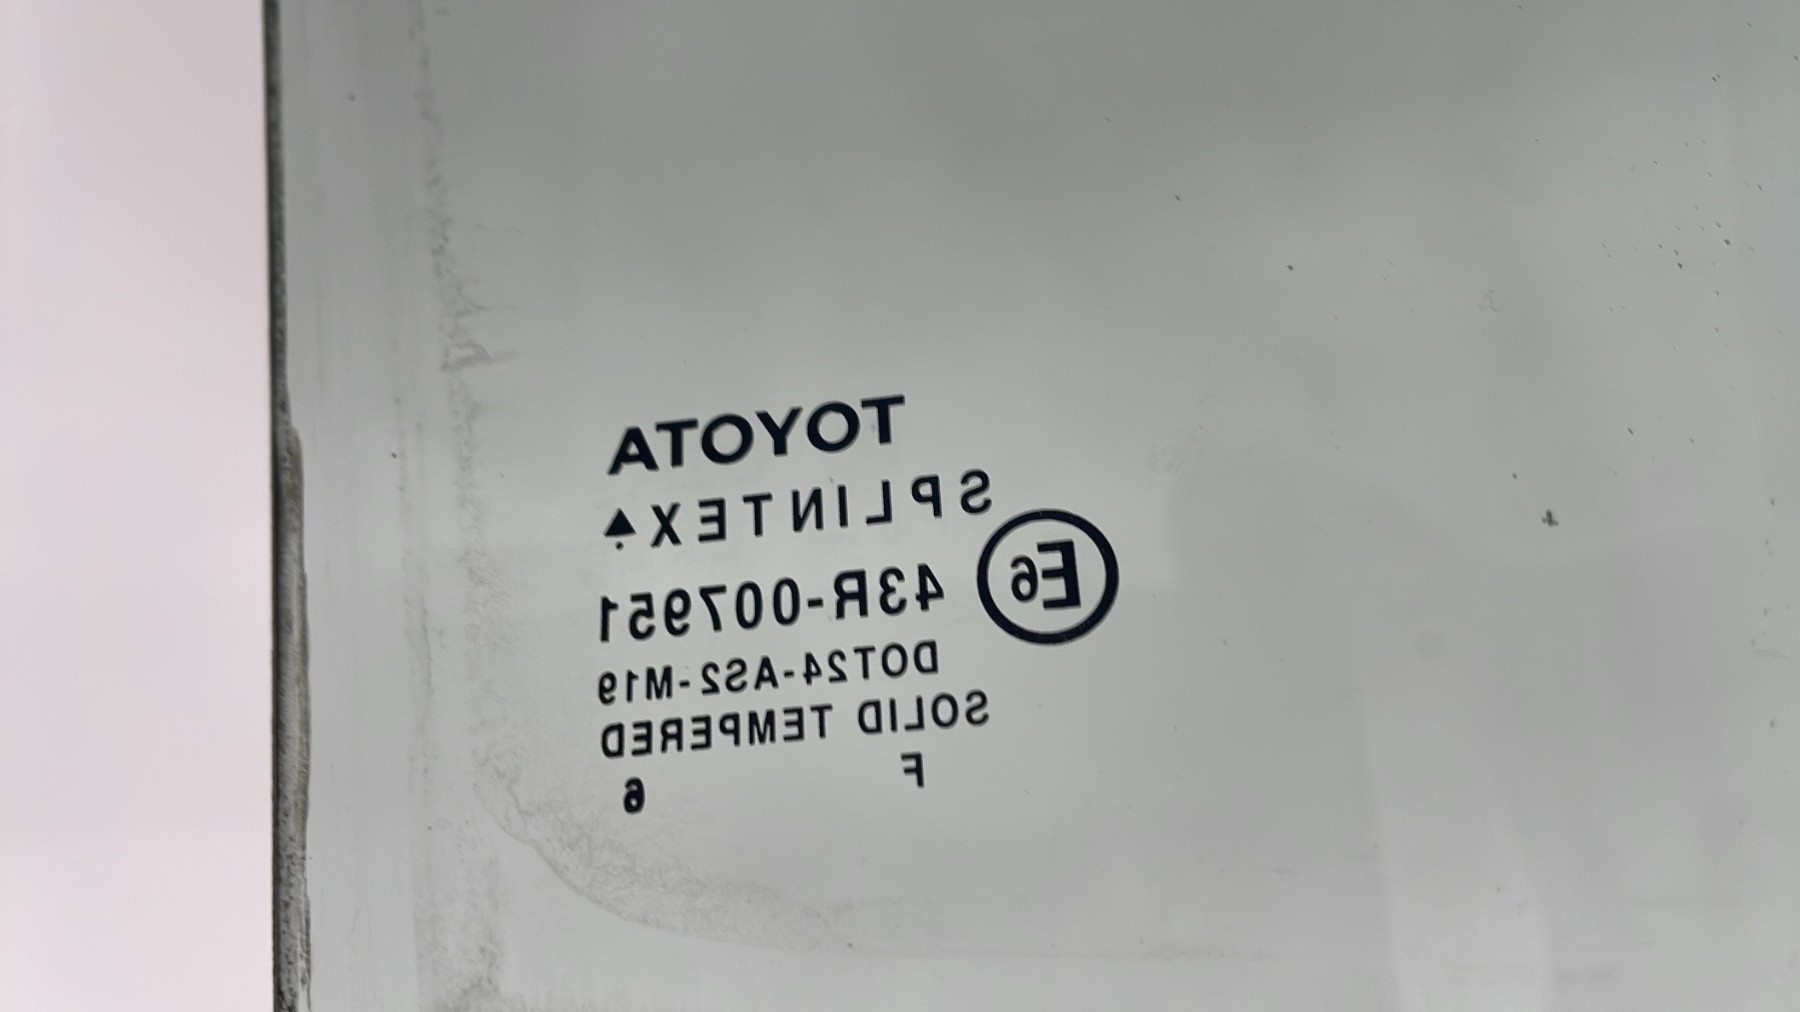 TOYOTA
SPLINTEX
E6
43R-007951
DOT24-AS2-M19
SOLID TEMPERED
F 6